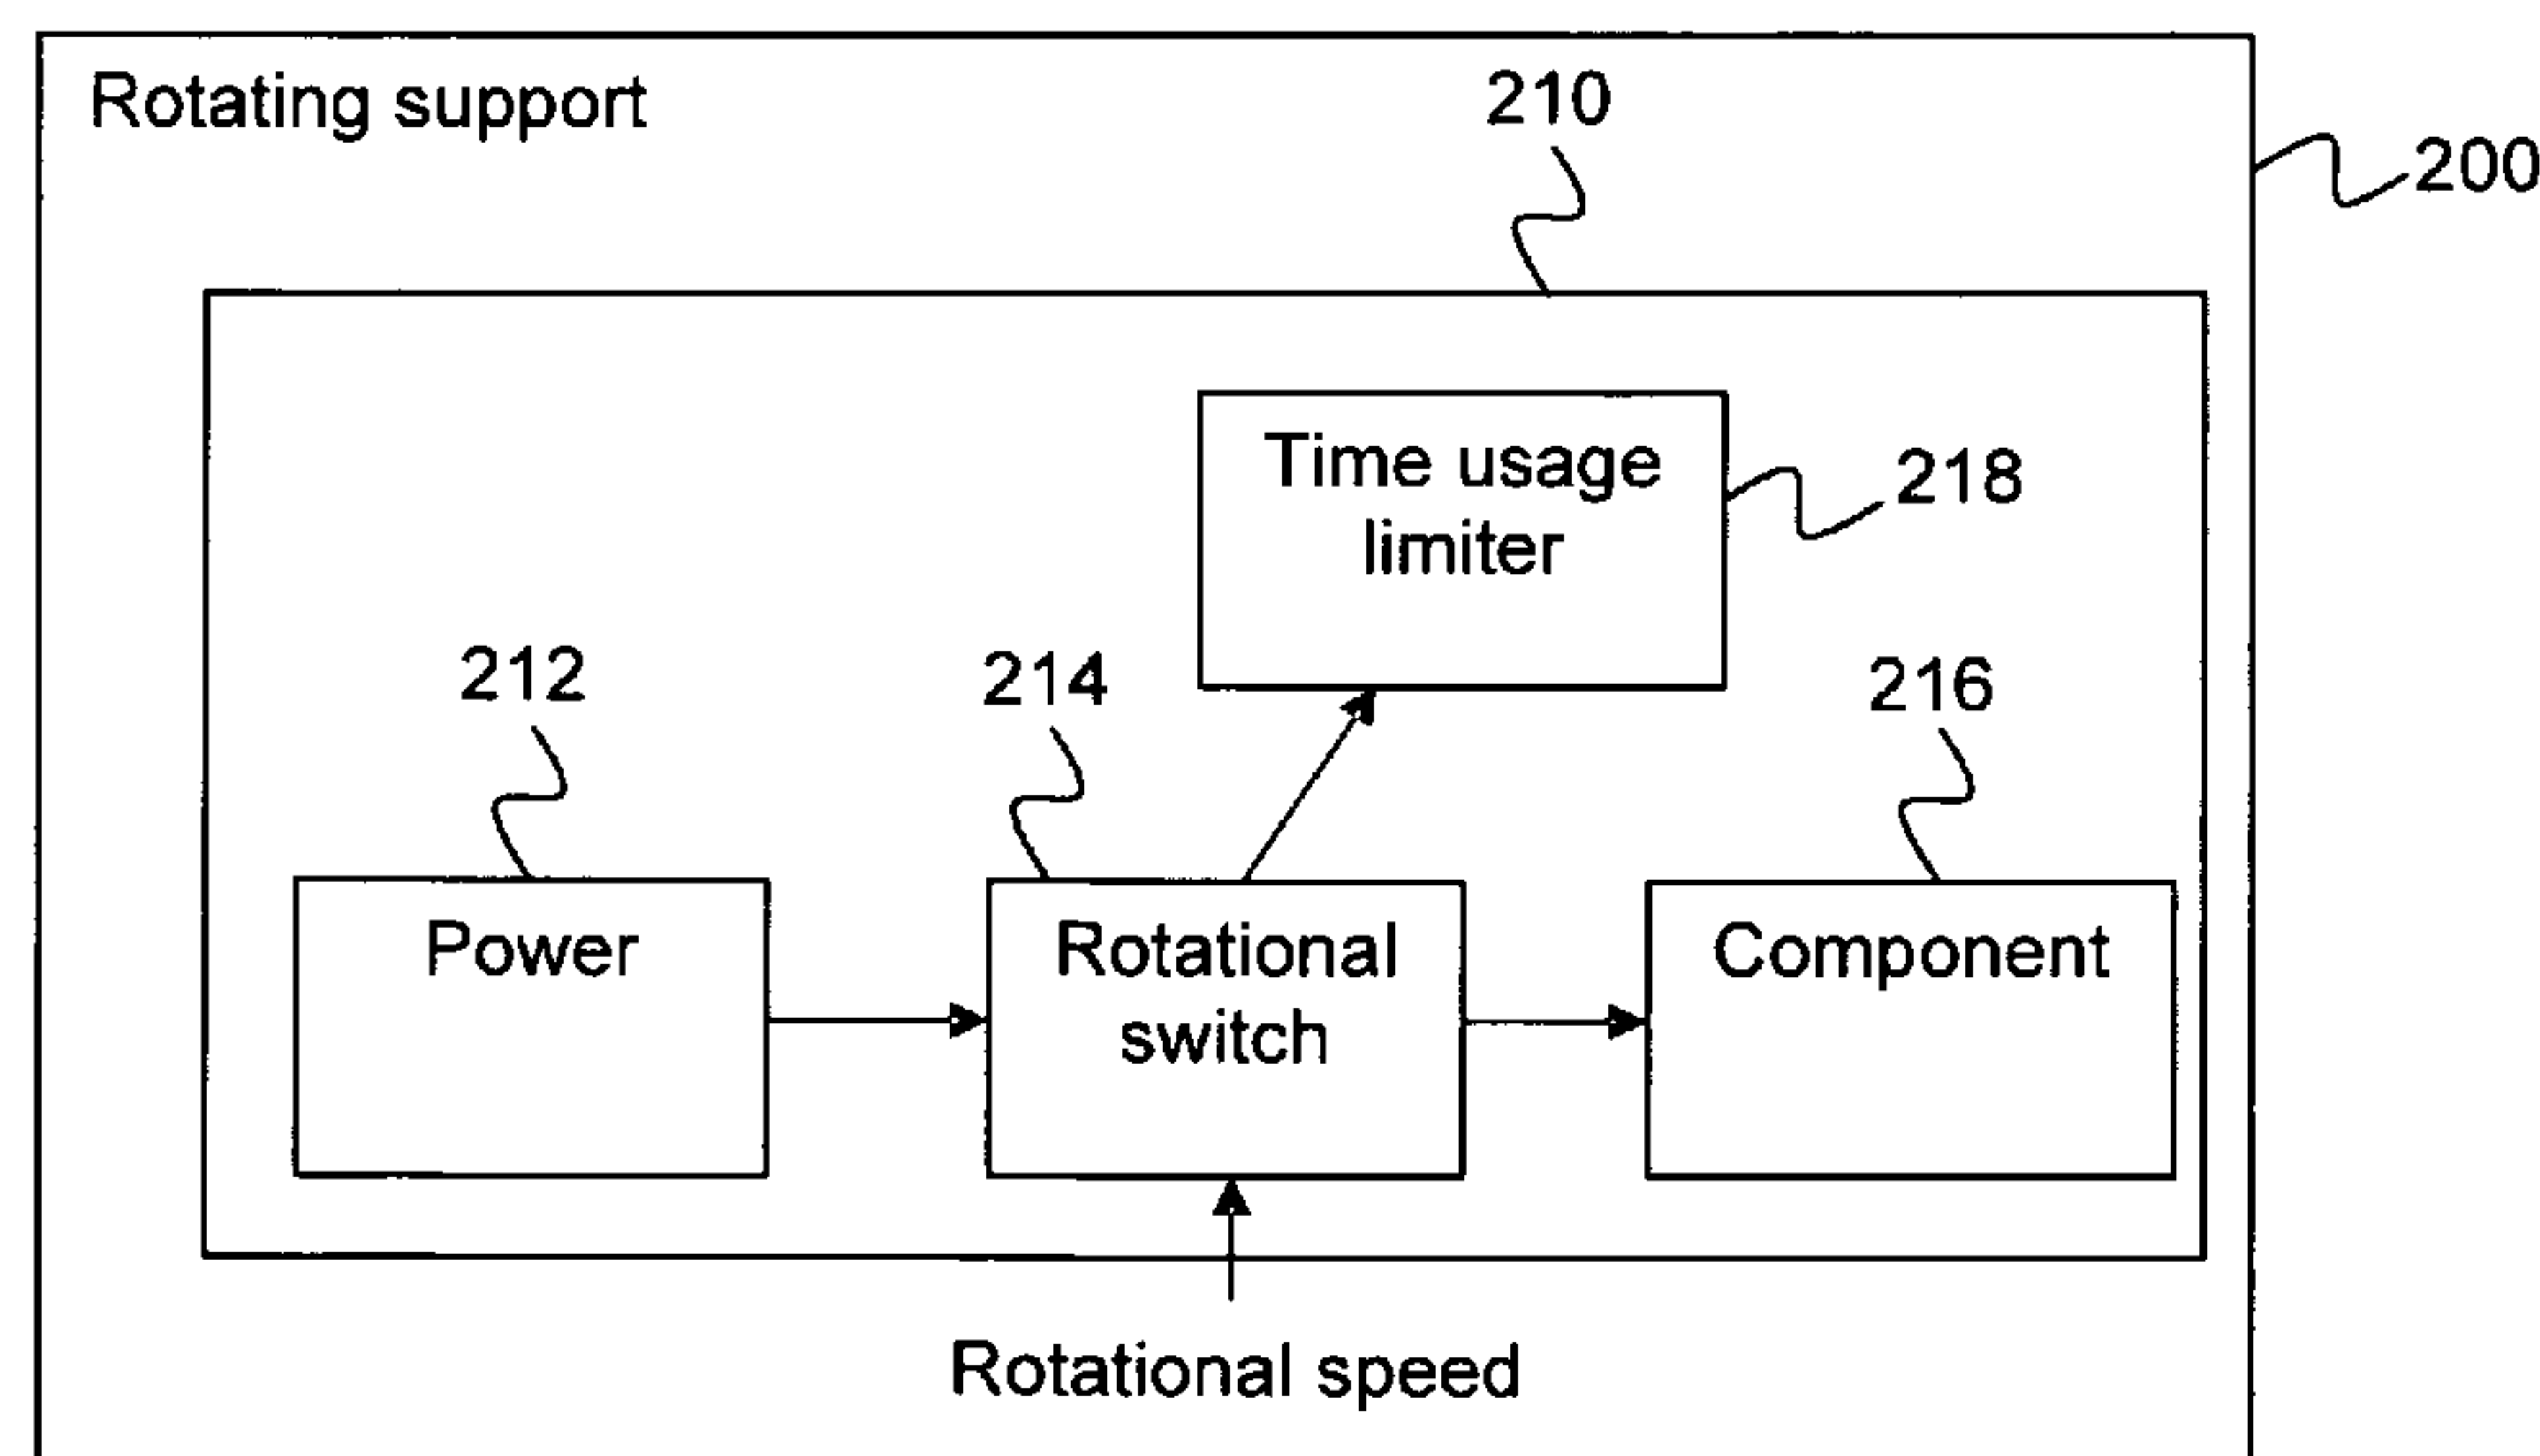 Rotating support
210
200
Time usage
limiter
218
212
214
216
Power
Rotational
switch
Component
Rotational speed